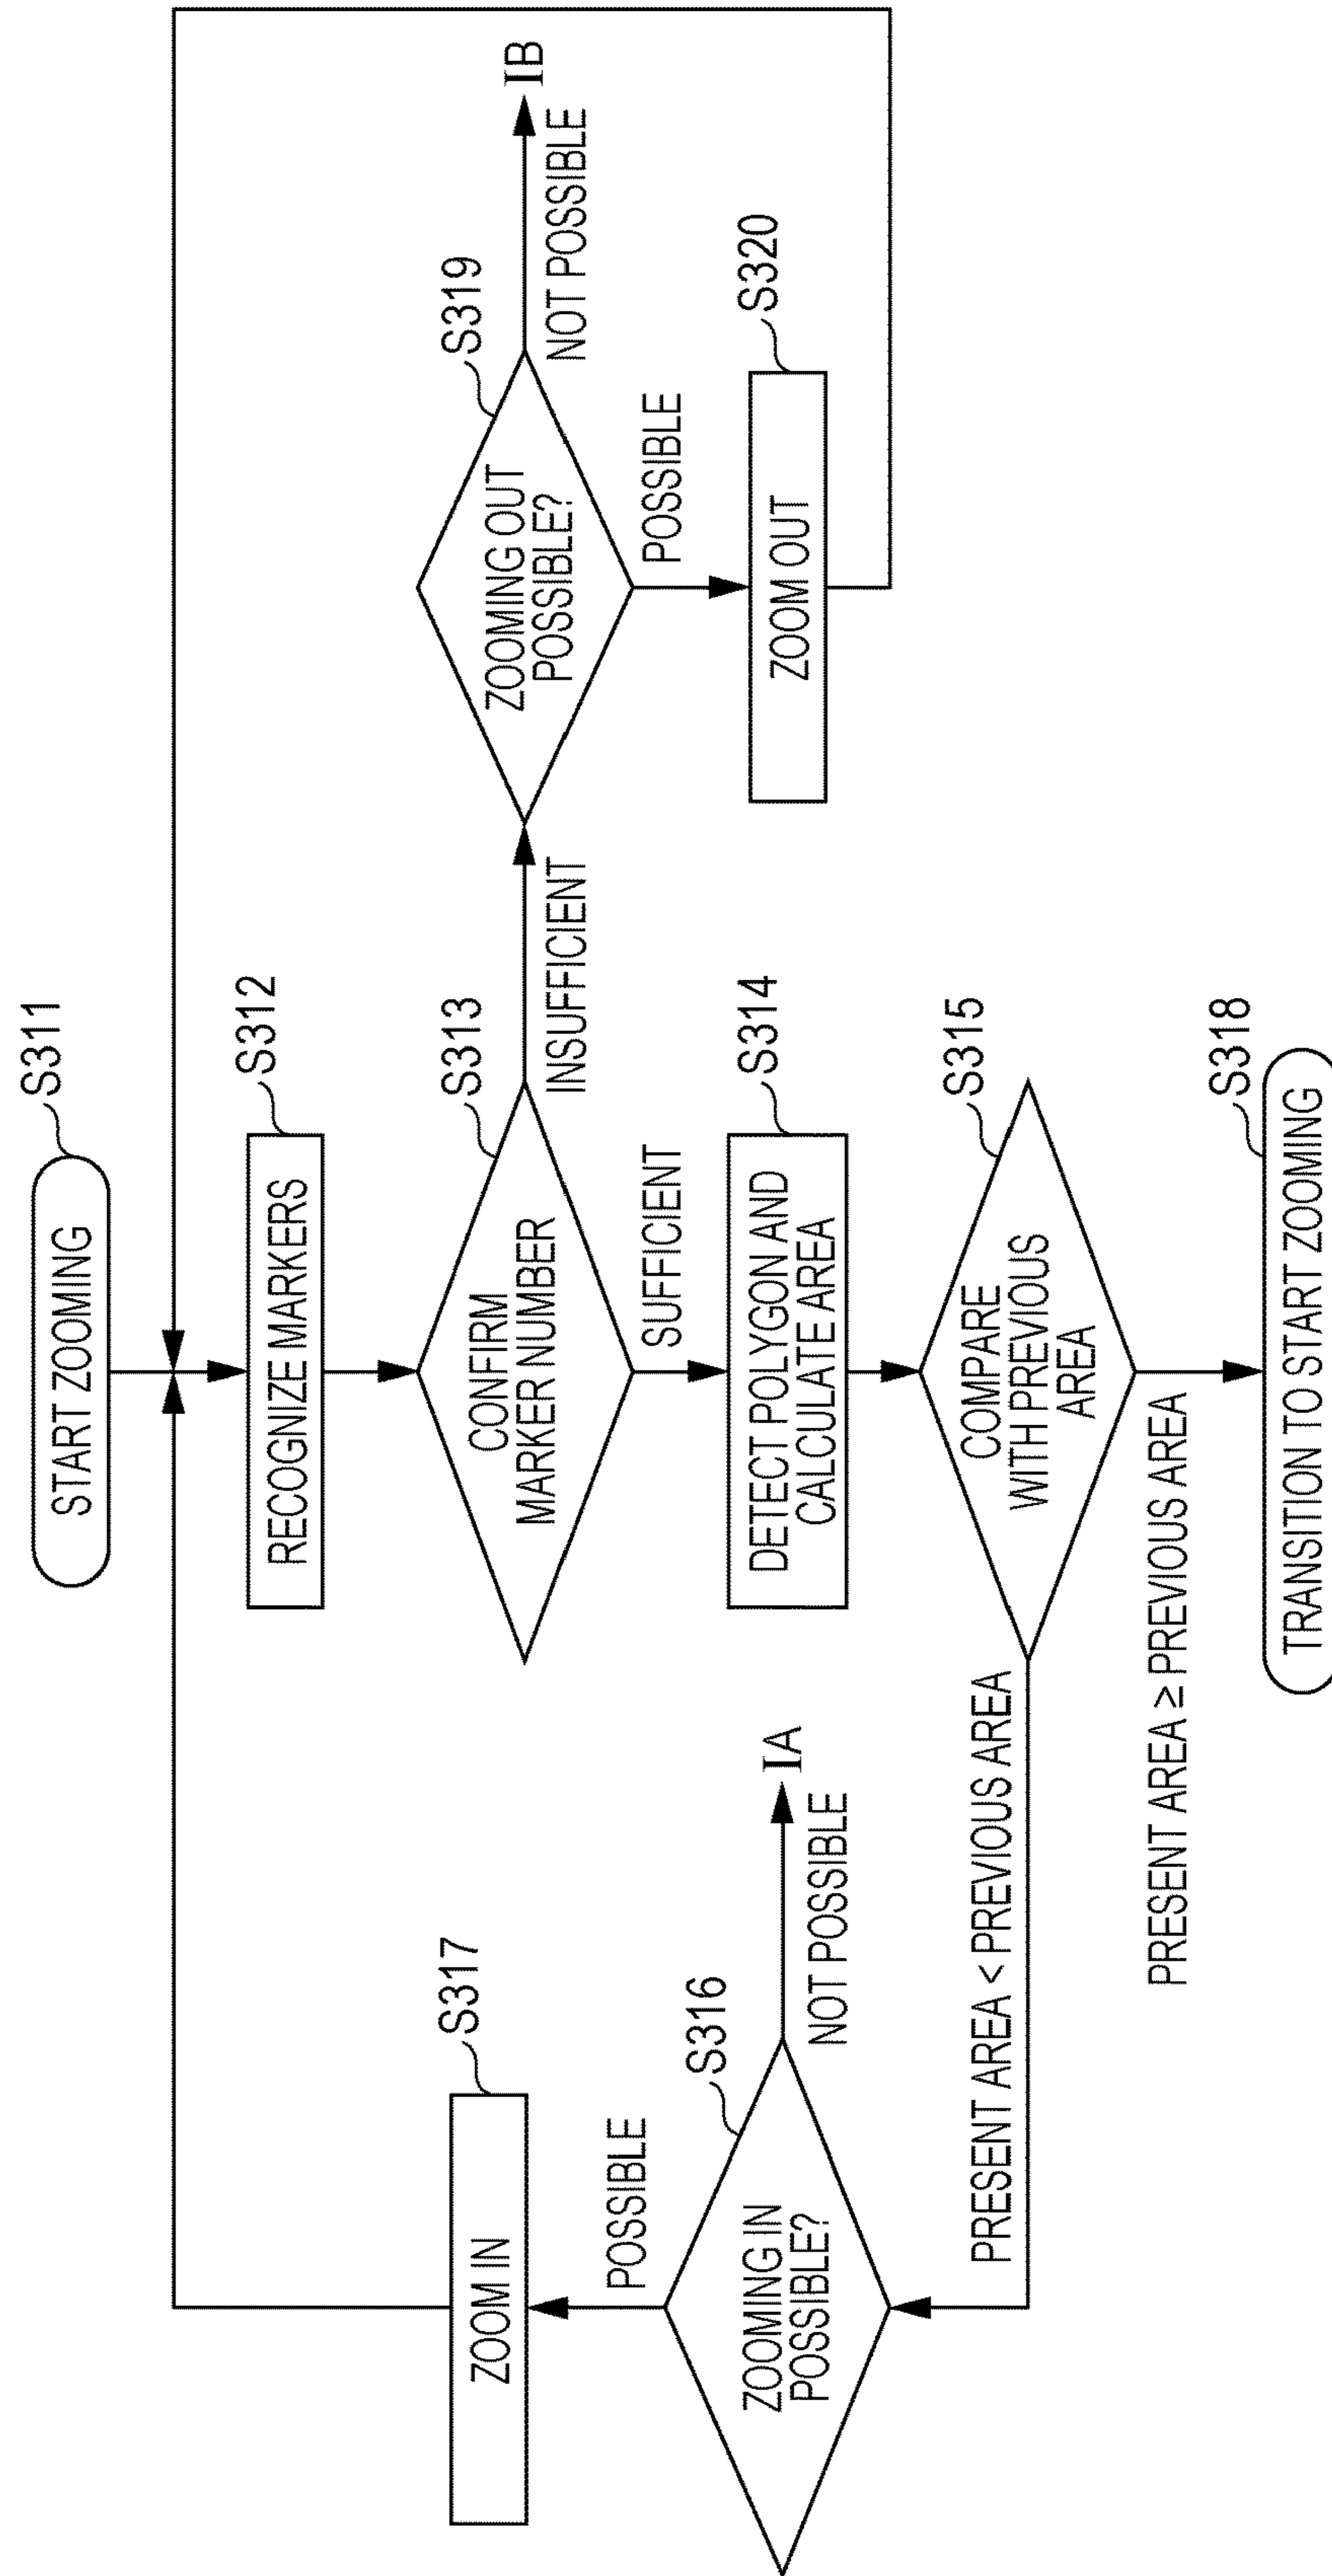 START ZOOMING
S311
RECOGNIZE MARKERS
S312
CONFIRM
MARKER NUMBER
S313
INSUFFICIENT
SUFFICIENT
ZOOMING OUT
POSSIBLE?
S319
NOT POSSIBLE
IB
POSSIBLE
ZOOM OUT
S320
DETECT POLYGON AND
CALCULATE AREA
S314
COMPARE
WITH PREVIOUS
AREA
S315
PRESENT AREA < PREVIOUS AREA
PRESENT AREA ≥ PREVIOUS AREA
ZOOMING IN
POSSIBLE?
S316
NOT POSSIBLE
IA
POSSIBLE
ZOOM IN
S317
TRANSITION TO START ZOOMING
S318